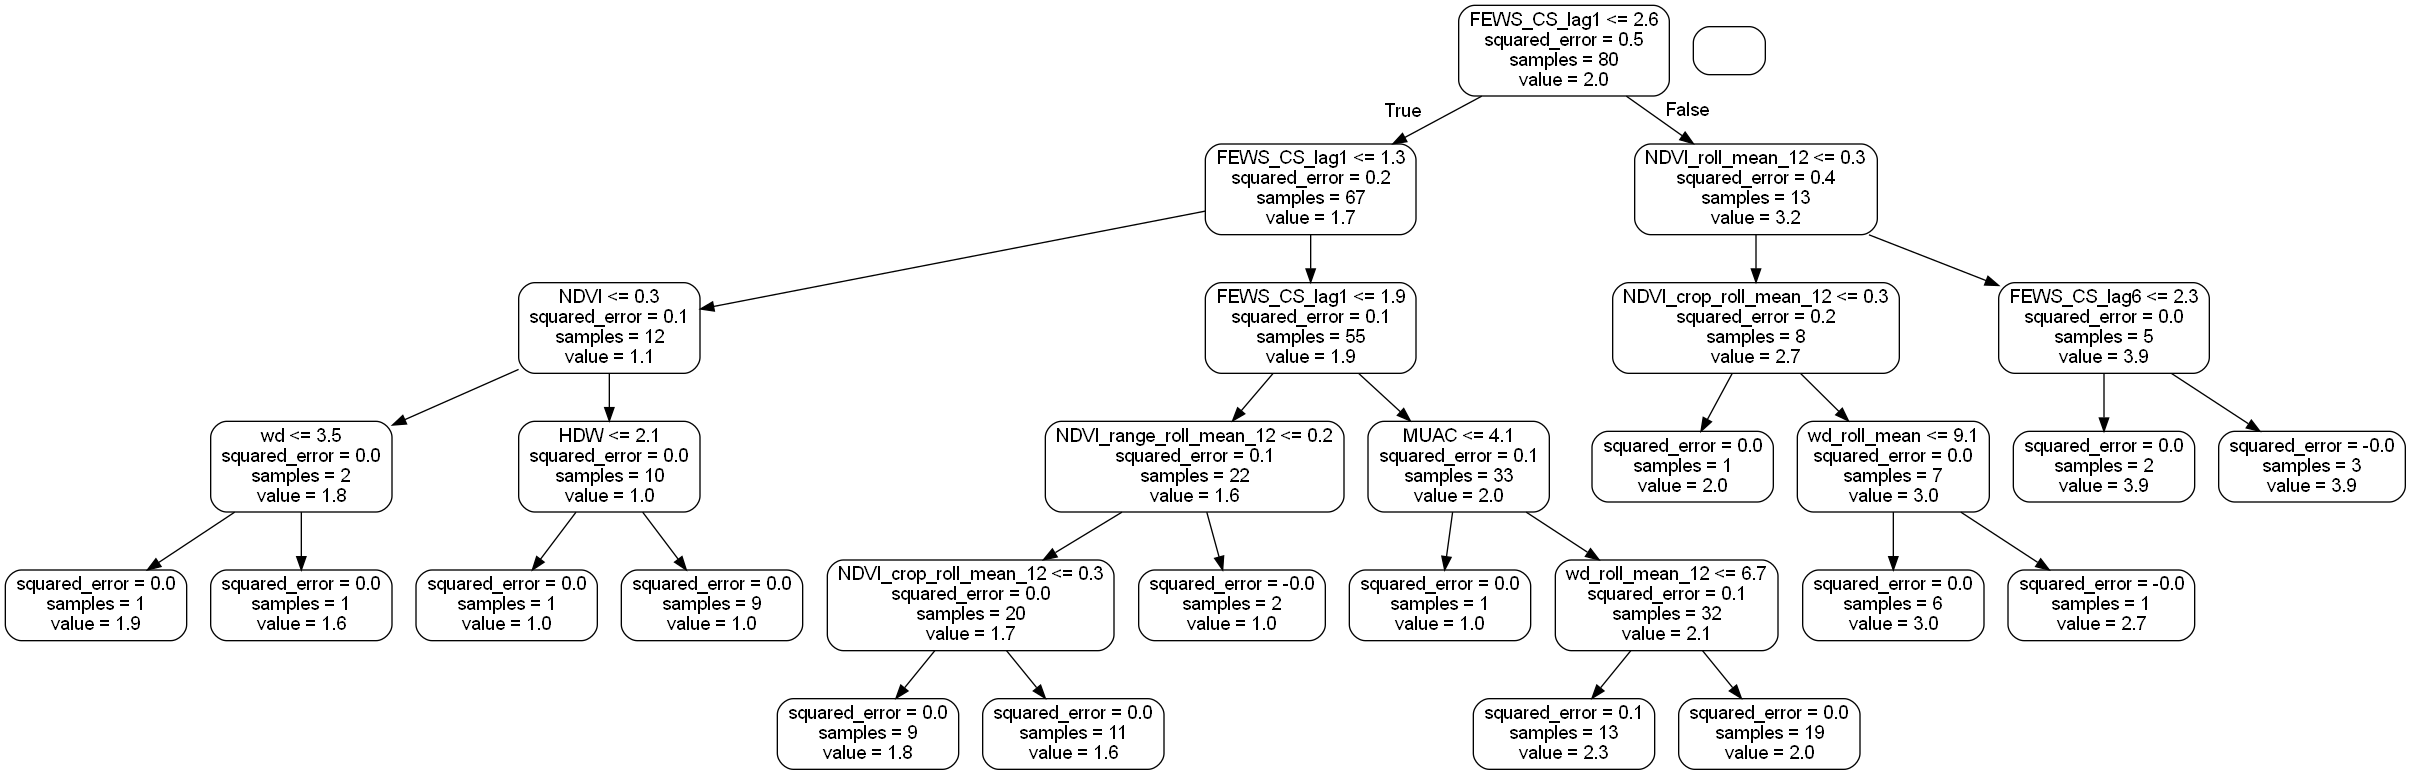 FEWS_CS_lag1 <= 2.6
squared_error = 0.5
samples = 80
value = 2.0
True
False
FEWS_CS_lag1 <= 1.3
squared_error = 0.2
samples = 67
value = 1.7
NDVI_roll_mean_12 <= 0.3
squared_error = 0.4
samples = 13
value = 3.2
NDVI <= 0.3
squared_error = 0.1
samples = 12
value = 1.1
FEWS_CS_lag1 <= 1.9
squared_error = 0.1
samples = 55
value = 1.9
NDVI_crop_roll_mean_12 <= 0.3
squared_error = 0.2
samples = 8
value = 2.7
FEWS_CS_lag6 <= 2.3
squared_error = 0.0
samples = 5
value = 3.9
wd <= 3.5
squared_error = 0.0
samples = 2
value = 1.8
HDW <= 2.1
squared_error = 0.0
samples = 10
value = 1.0
NDVI_range_roll_mean_12 <= 0.2
squared_error = 0.1
samples = 22
value = 1.6
MUAC <= 4.1
squared_error = 0.1
samples = 33
value = 2.0
squared_error = 0.0
samples = 1
value = 2.0
wd_roll_mean <= 9.1
squared_error = 0.0
samples = 7
value = 3.0
squared_error = 0.0
samples = 2
value = 3.9
squared_error = -0.0
samples = 3
value = 3.9
squared_error = 0.0
samples = 1
value = 1.9
squared_error = 0.0
samples = 1
value = 1.6
squared_error = 0.0
samples = 1
value = 1.0
squared_error = 0.0
samples = 9
value = 1.0
NDVI_crop_roll_mean_12 <= 0.3
squared_error = 0.0
samples = 20
value = 1.7
squared_error = -0.0
samples = 2
value = 1.0
squared_error = 0.0
samples = 1
value = 1.0
wd_roll_mean_12 <= 6.7
squared_error = 0.1
samples = 32
value = 2.1
squared_error = 0.0
samples = 6
value = 3.0
squared_error = -0.0
samples = 1
value = 2.7
squared_error = 0.0
samples = 9
value = 1.8
squared_error = 0.0
samples = 11
value = 1.6
squared_error = 0.1
samples = 13
value = 2.3
squared_error = 0.0
samples = 19
value = 2.0